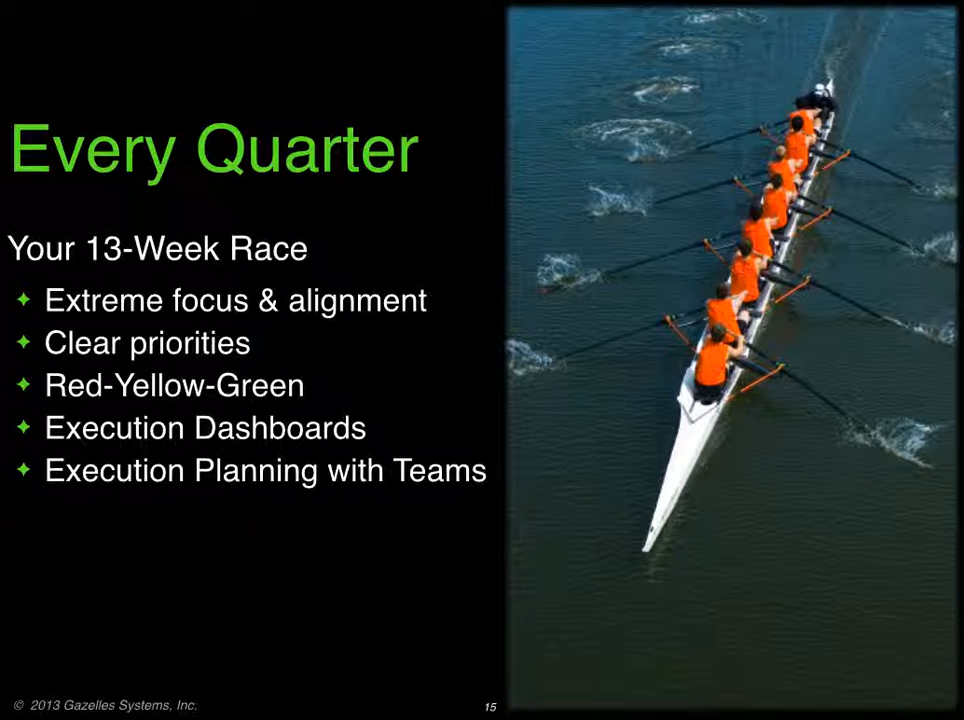 Every Quarter
Your 13-Week Race
Extreme focus & alignment
Clear priorities
Red-Yellow-Green
Execution Dashboards
Execution Planning with Teams
© 2013 Gazelles Systems, Inc.
15